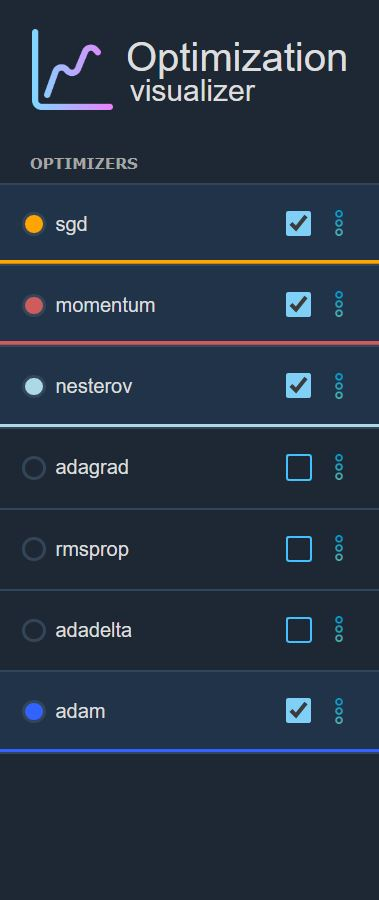 Optimization
visualizer
OPTIMIZERS
sgd
momentum
nesterov
adagrad
rmsprop
adadelta
adam